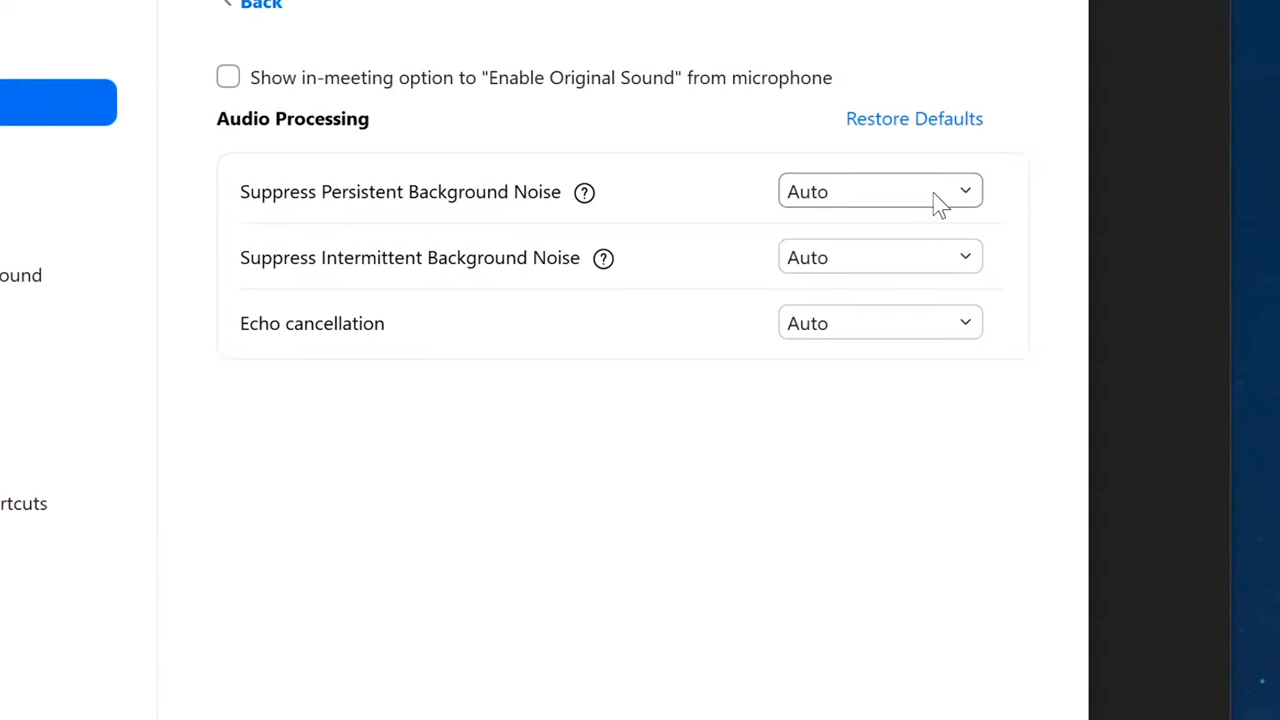 Back
Show in-meeting option to "Enable Original Sound" from microphone
Audio Processing Restore Defaults
Suppress Persistent Background Noise ? Auto
ound
Suppress Intermittent Background Noise ? Auto
Echo cancellation Auto
rtcuts